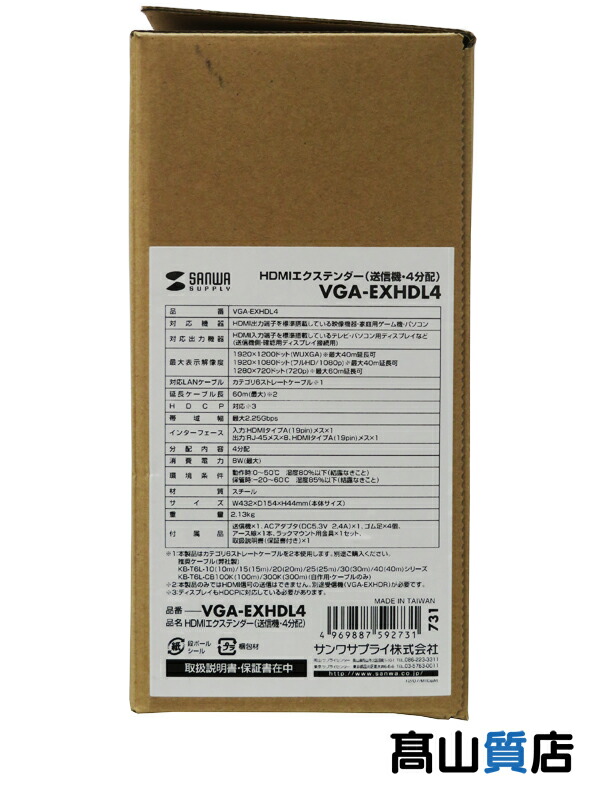 SANWA
SUPPLY
HDMIエクステンダー(送信機・4分配)
VGA-EXHDL4
品番 VGA-EXHDL4
対応機器 HDMI出力端子を標準搭載している映像機器・家庭用ゲーム機・パソコン
対応出力機器 HDMI入力端子を標準搭載しているテレビ・パソコン用ディスプレイなど
(送信機側・確認用ディスプレイ接続用)
最大表示解像度 1920×1200ドット(WUXGA)※最大40m延長可
1920×1080ドット(フルHD/1080p)※最大40m延長可
1280×720ドット(720p)※最大60m延長可
対応LANケーブル カテゴリ6ストレートケーブル※1
延長ケーブル長 60m(最大)※2
HDCP 対応※3
帯域幅 最大2.25Gbps
インターフェース 入力:HDMIタイプA(19pin)メス×1
出力:RJ-45メス×8、HDMIタイプA(19pin)メス×1
分配内容 4分配
消費電力 8W(最大)
環境条件 動作時:0~50℃ 湿度80%以下(結露なきこと)
保管時:-20~60℃ 湿度85%以下(結露なきこと)
材質 スチール
サイズ W432×D154×H44mm(本体サイズ)
重量 2.13kg
付属品 送信機×1、ACアダプタ(DC5.3V 2.4A)×1、ゴム足×4個、
アース線×1本、ラックマウント用金具×1セット、
取扱説明書(保証書付き)×1
※1:本製品はカテゴリ6ストレートケーブルを2本使用します。別途ご購入ください。
推奨ケーブル(弊社製)
KB-T6L-10(10m)/15(15m)/20(20m)/25(25m)/30(30m)/40(40m)シリーズ
KB-T6L-CB100K(100m)/300K(300m)(自作用・ケーブルのみ)
※2:本製品のみではHDMI信号の送信はできません。別途受信機(VGA-EXHDR)が必要です。
※3:ディスプレイもHDCPに対応している必要があります。
MADE IN TAIWAN
品番 VGA-EXHDL4
品名 HDMIエクステンダー(送信機・4分配)
4 969887 592731
731
紙
段ボール
シール
プラ
梱包材
サンワサプライ株式会社
取扱説明書・保証書在中
http://www.sanwa.co.jp/
髙山質店